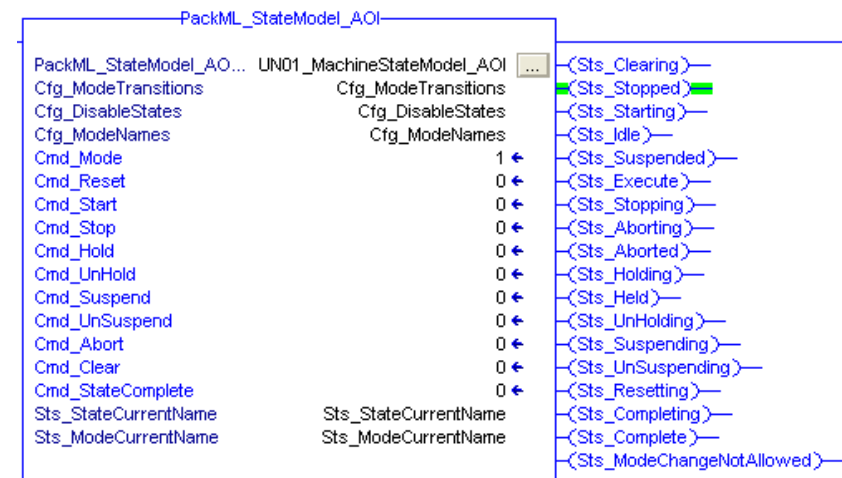 PackML_StateModel_AOI
PackML_StateModel_AO... UN01_MachineStateModel_AOI ... (Sts_Clearing)
Cfg_ModeTransitions Cfg_ModeTransitions (Sts_Stopped)
Cfg_DisableStates Cfg_DisableStates (Sts_Starting)
Cfg_ModeNames Cfg_ModeNames (Sts_Idle)
Cmd_Mode 1 (Sts_Suspended)
Cmd_Reset 0 (Sts_Execute)
Cmd_Start 0 (Sts_Stopping)
Cmd_Stop 0 (Sts_Aborting)
Cmd_Hold 0 (Sts_Aborted)
Cmd_UnHold 0 (Sts_Holding)
Cmd_Suspend 0 (Sts_Held)
Cmd_UnSuspend 0 (Sts_UnHolding)
Cmd_Abort 0 (Sts_Suspending)
Cmd_Clear 0 (Sts_UnSuspending)
Cmd_StateComplete 0 (Sts_Resetting)
Sts_StateCurrentName Sts_StateCurrentName (Sts_Completing)
Sts_ModeCurrentName Sts_ModeCurrentName (Sts_Complete)
(Sts_ModeChangeNotAllowed)